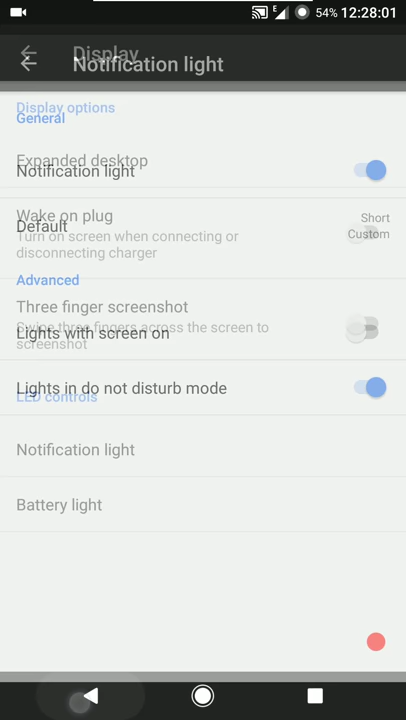 E 54% 12:28:01
Display
Notification light
Display options
General
Expanded desktop
Notification light
Wake on plug
Short
Default
Custom
Turn on screen when connecting or
disconnecting charger
Advanced
Three finger screenshot
Swipe three fingers across the screen to
Lights with screen on
screenshot
Lights in do not disturb mode
LED controls
Notification light
Battery light